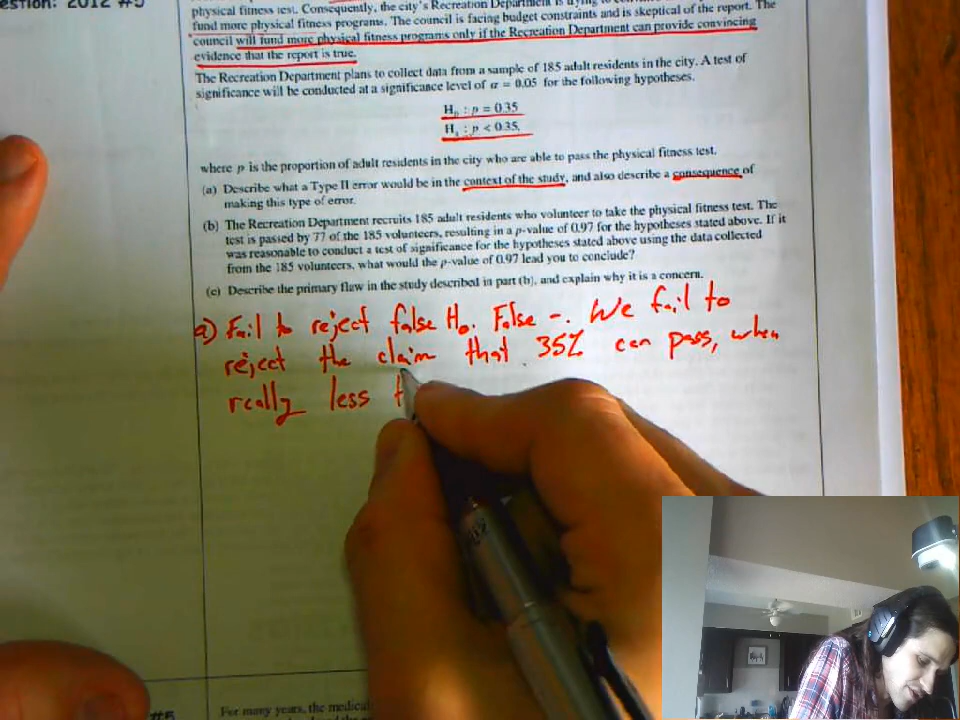 estion: 2012 #5
physical fitness test. Consequently, the city's Recreation Department is trying to
fund more physical fitness programs. The council is facing budget constraints and is skeptical of the report. The
council will fund more physical fitness programs only if the Recreation Department can provide convincing
evidence that the report is true.
The Recreation Department plans to collect data from a sample of 185 adult residents in the city. A test of
significance will be conducted at a significance level of α = 0.05 for the following hypotheses.
H₀ : p = 0.35
Hₐ : p < 0.35,
where p is the proportion of adult residents in the city who are able to pass the physical fitness test.
(a) Describe what a Type II error would be in the context of the study, and also describe a consequence of
making this type of error.
(b) The Recreation Department recruits 185 adult residents who volunteer to take the physical fitness test. The
test is passed by 77 of the 185 volunteers, resulting in a p-value of 0.97 for the hypotheses stated above. If it
was reasonable to conduct a test of significance for the hypotheses stated above using the data collected
from the 185 volunteers, what would the p-value of 0.97 lead you to conclude?
(c) Describe the primary flaw in the study described in part (b), and explain why it is a concern.
a) Fail to reject false H₀. False -. We fail to
reject the claim that 35% can pass, when
really less t
#5
For many years, the medical